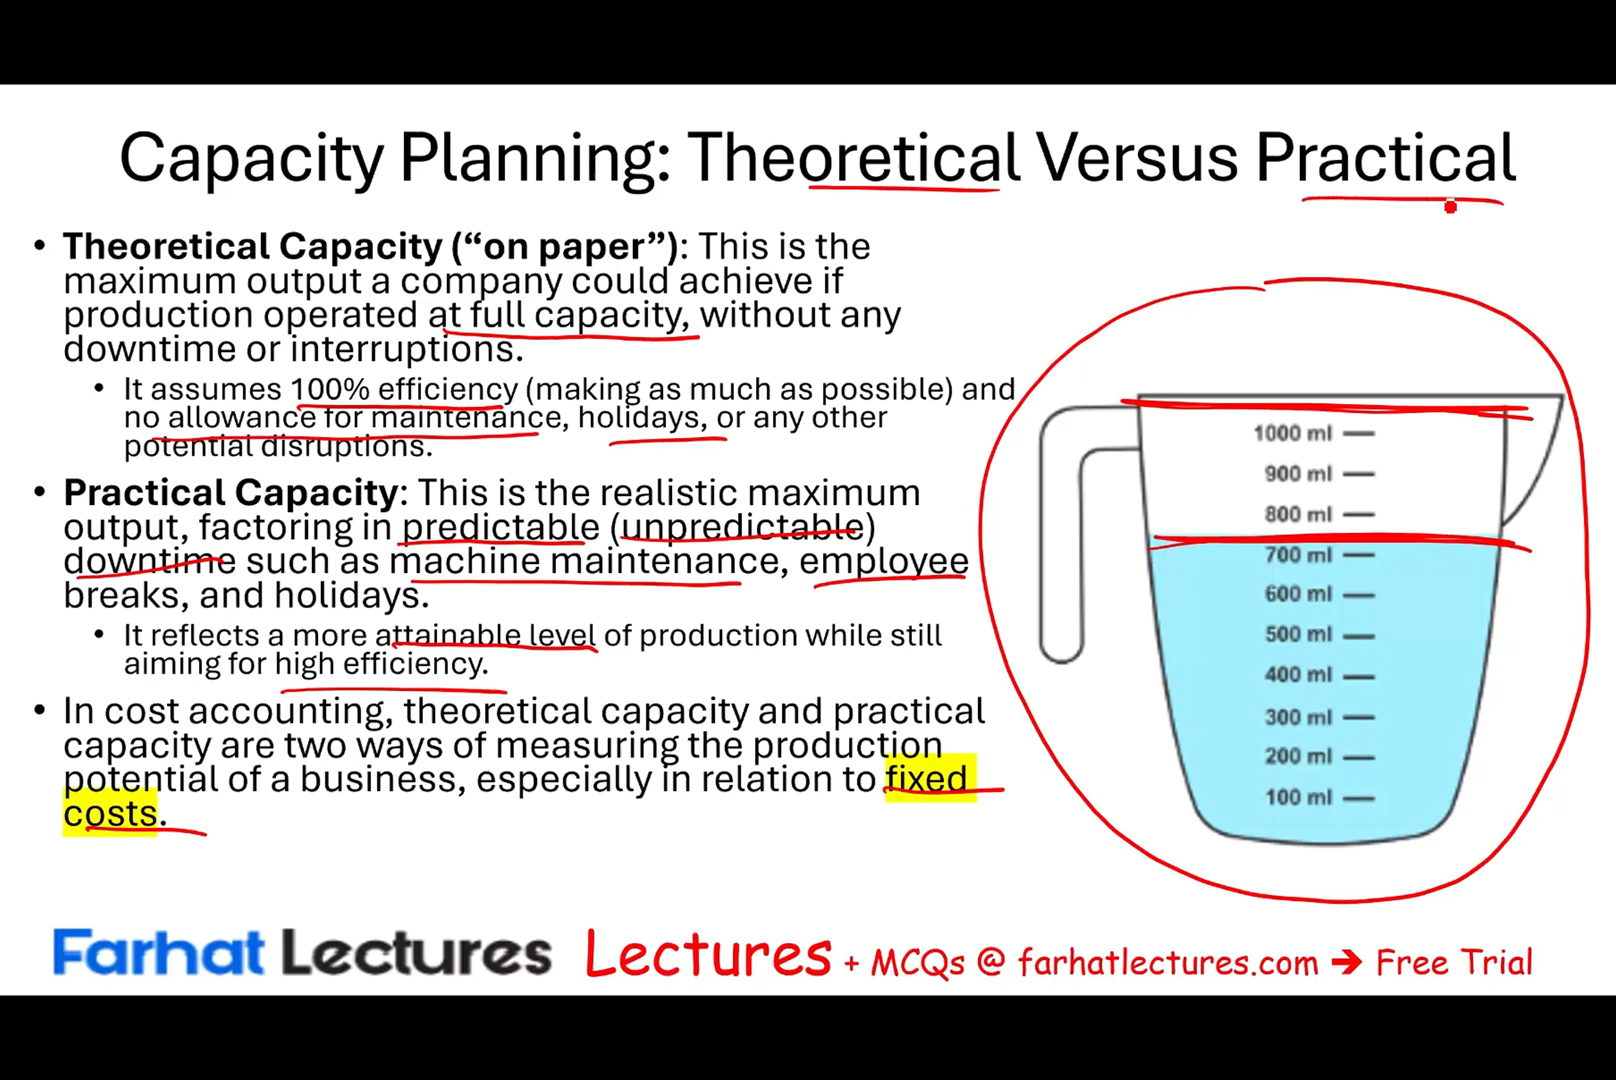 Capacity Planning: Theoretical Versus Practical
• Theoretical Capacity (“on paper”): This is the
maximum output a company could achieve if
production operated at full capacity, without any
downtime or interruptions.
• It assumes 100% efficiency (making as much as possible) and
no allowance for maintenance, holidays, or any other
potential disruptions.
• Practical Capacity: This is the realistic maximum
output, factoring in predictable (unpredictable)
downtime such as machine maintenance, employee
breaks, and holidays.
• It reflects a more attainable level of production while still
aiming for high efficiency.
• In cost accounting, theoretical capacity and practical
capacity are two ways of measuring the production
potential of a business, especially in relation to fixed
costs.
1000 ml
900 ml
800 ml
700 ml
600 ml
500 ml
400 ml
300 ml
200 ml
100 ml
Farhat Lectures Lectures + MCQs @ farhatlectures.com ➔ Free Trial